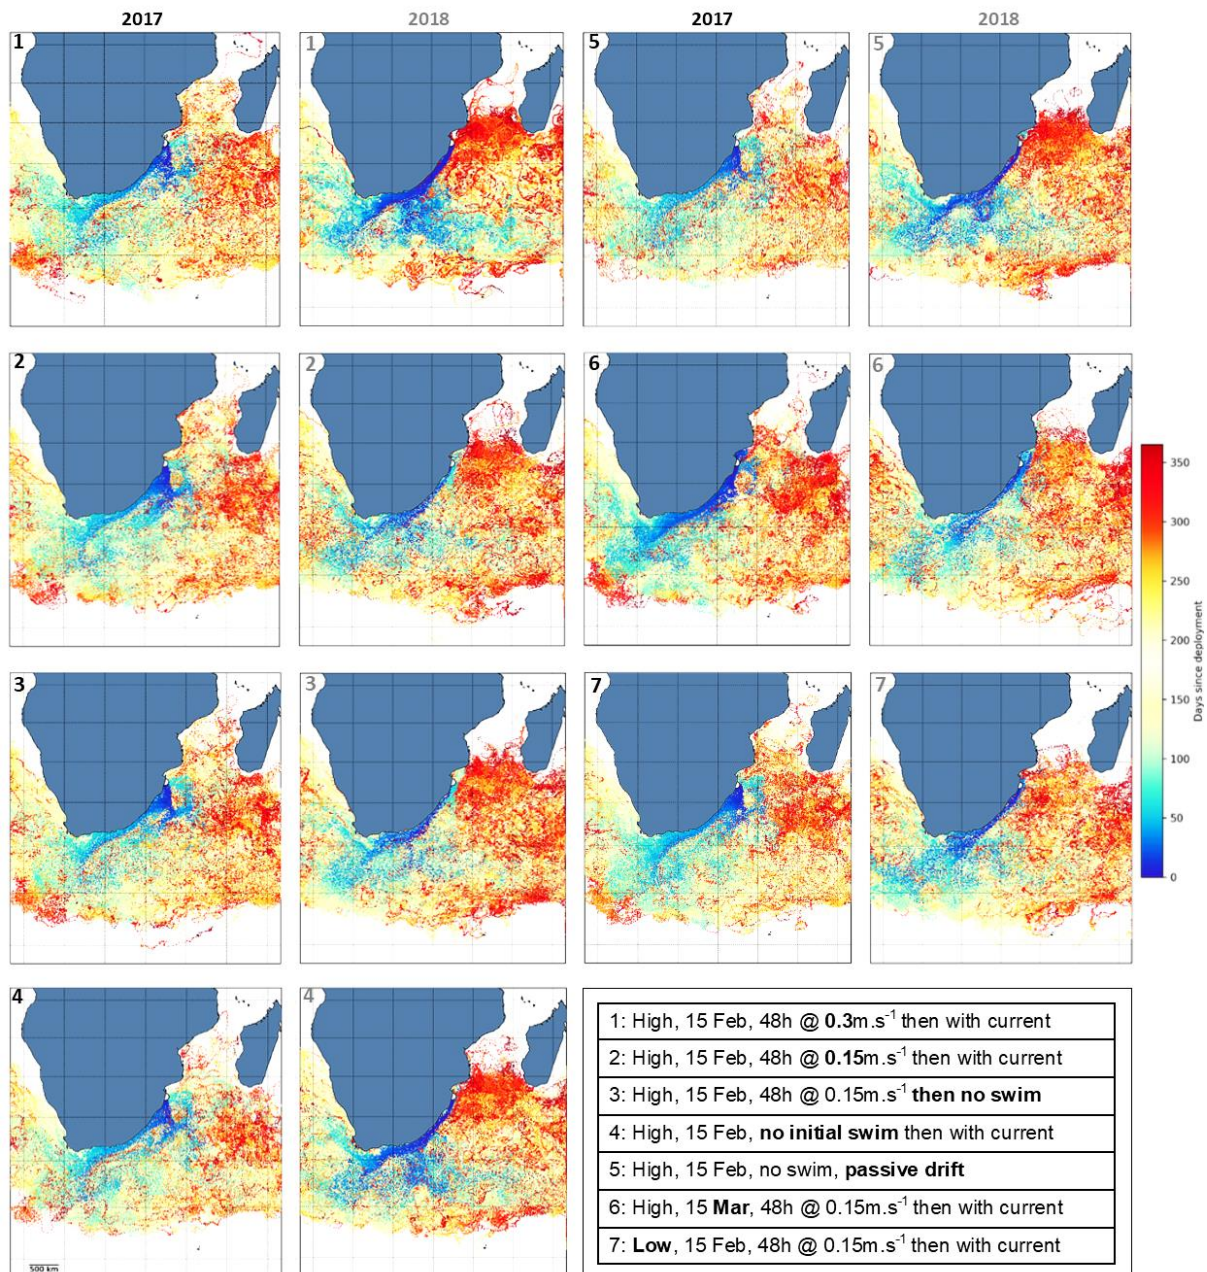 2017 2018 2017 2018
1 1 5 5
2 2 6 6
350
300
250
200
150
100
50
0
Days since deployment
3 3 7 7
4 4
500 km
1: High, 15 Feb, 48h @ 0.3m.s⁻¹ then with current
2: High, 15 Feb, 48h @ 0.15m.s⁻¹ then with current
3: High, 15 Feb, 48h @ 0.15m.s⁻¹ then no swim
4: High, 15 Feb, no initial swim then with current
5: High, 15 Feb, no swim, passive drift
6: High, 15 Mar, 48h @ 0.15m.s⁻¹ then with current
7: Low, 15 Feb, 48h @ 0.15m.s⁻¹ then with current